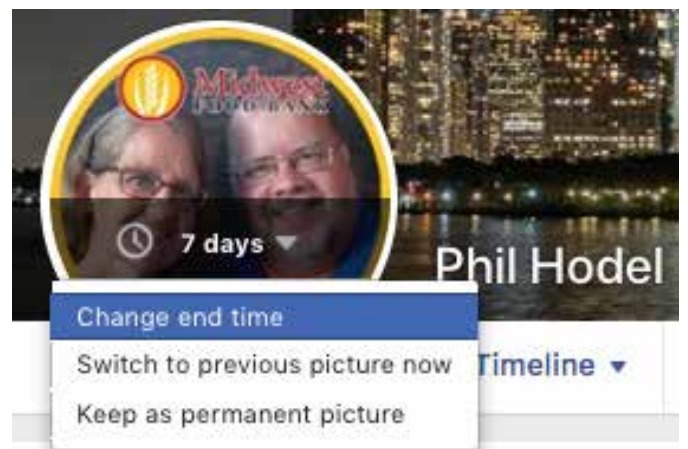 Midwest
FOOD BANK
7 days
Phil Hodel
Change end time
Switch to previous picture now
Timeline
Keep as permanent picture